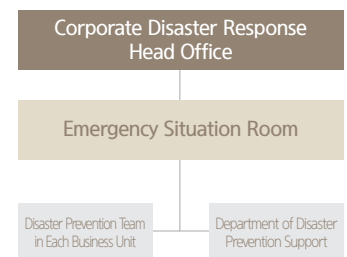 Corporate Disaster Response
Head Office
Emergency Situation Room
Disaster Prevention Team
in Each Business Unit
Department of Disaster
Prevention Support